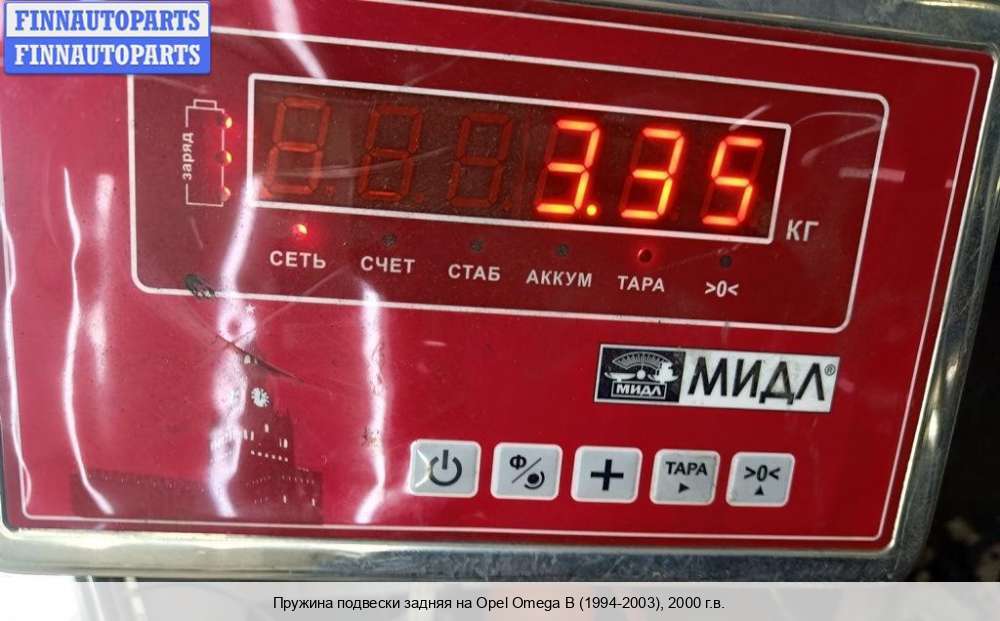 FINNAUTOPARTS
FINNAUTOPARTS
заряд
3.35
КГ
СЕТЬ СЧЕТ СТАБ АККУМ ТАРА >0<
МИДЛ МИДЛ®
Ф/ + ТАРА >0<
Пружина подвески задняя на Opel Omega B (1994-2003), 2000 г.в.